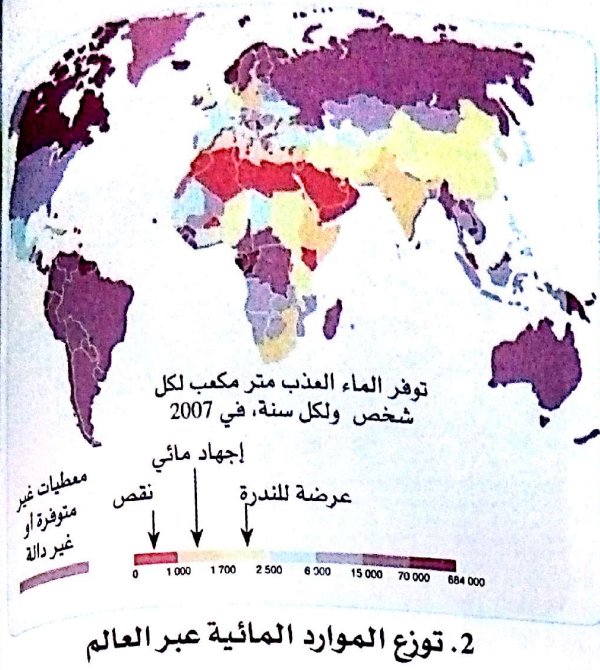 توفر الماء العذب متر مكعب لكل
شخص ولكل سنة، في 2007
إجهاد مائي
نقص
عرضة للندرة
معطيات غير
متوفرة أو
غير دالة
0 1 000 1 700 2 500 6 000 15 000 70 000 684 000
2. توزع الموارد المائية عبر العالم